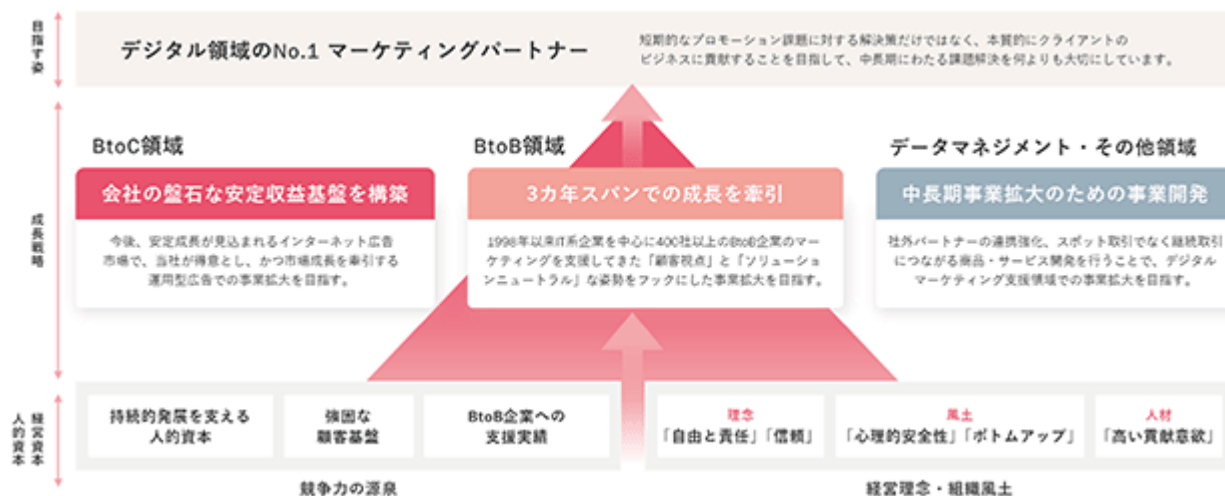 目指す姿
デジタル領域のNo.1 マーケティングパートナー
短期的なプロモーション課題に対する解決策だけではなく、本質的にクライアントの
ビジネスに貢献することを目指して、中長期にわたる課題解決を何よりも大切にしています。
成長戦略
BtoC領域
会社の盤石な安定収益基盤を構築
今後、安定成長が見込まれるインターネット広告
市場で、当社が得意とし、かつ市場成長を牽引する
運用型広告での事業拡大を目指す。
BtoB領域
3カ年スパンでの成長を牽引
1998年以来IT系企業を中心に400社以上のBtoB企業のマー
ケティングを支援してきた「顧客視点」と「ソリューショ
ンニュートラル」な姿勢をフックにした事業拡大を目指す。
データマネジメント・その他領域
中長期事業拡大のための事業開発
社外パートナーの連携強化、スポット取引でなく継続取引
につながる商品・サービス開発を行うことで、デジタル
マーケティング支援領域での事業拡大を目指す。
経営資本
人的資本
持続的発展を支える
人的資本
強固な
顧客基盤
BtoB企業への
支援実績
競争力の源泉
理念
「自由と責任」「信頼」
風土
「心理的安全性」「ボトムアップ」
人材
「高い貢献意欲」
経営理念・組織風土